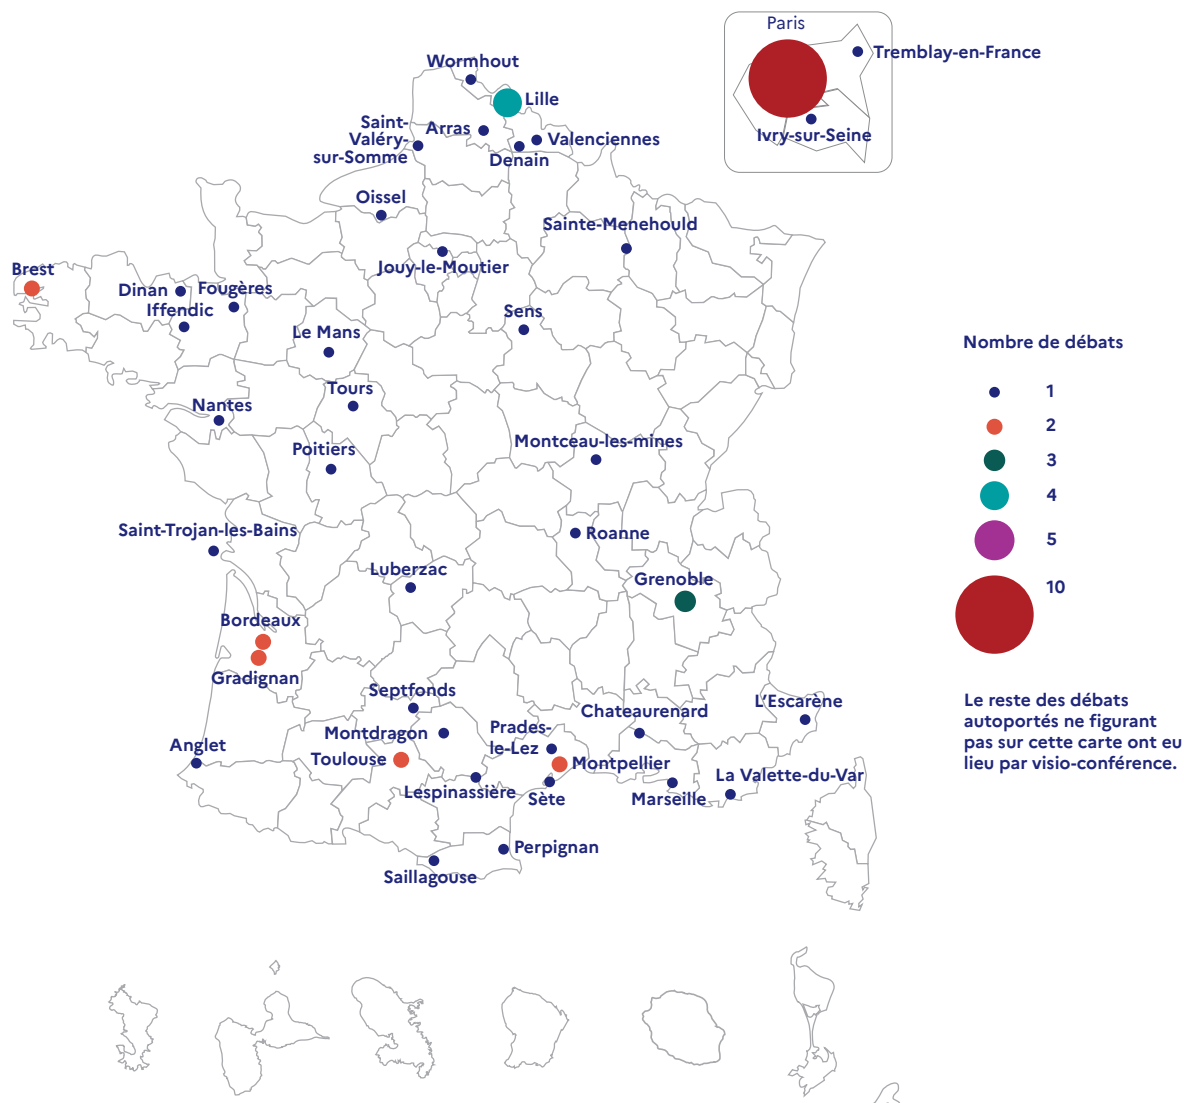 Paris
Tremblay-en-France
Ivry-sur-Seine
Wormhout
Lille
Saint-
Valéry-
sur-Somme
Arras
Valenciennes
Denain
Oissel
Sainte-Menehould
Jouy-le-Moutier
Brest
Dinan
Fougères
Iffendic
Sens
Le Mans
Tours
Nantes
Poitiers
Montceau-les-mines
Saint-Trojan-les-Bains
Roanne
Luberzac
Grenoble
Bordeaux
Gradignan
Septfonds
L’Escarène
Chateaurenard
Montdragon
Prades-
le-Lez
Anglet
Toulouse
Montpellier
La Valette-du-Var
Lespinassière
Sète
Marseille
Perpignan
Saillagouse
Nombre de débats
1
2
3
4
5
10
Le reste des débats
autoportés ne figurant
pas sur cette carte ont eu
lieu par visio-conférence.